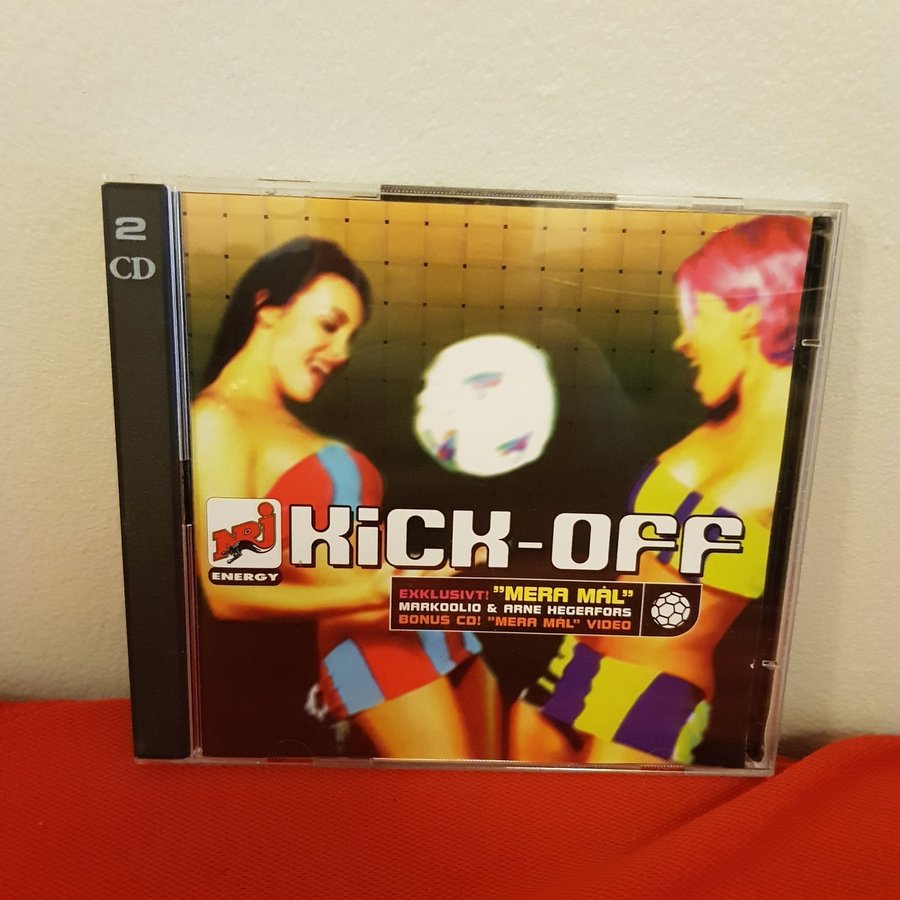 2
CD
NRJ
ENERGY
KiCK-OFF
EXKLUSIVT! "MERA MÅL"
MARKOOLIO & ARNE HEGERFORS
BONUS CD! "MERA MÅL" VIDEO